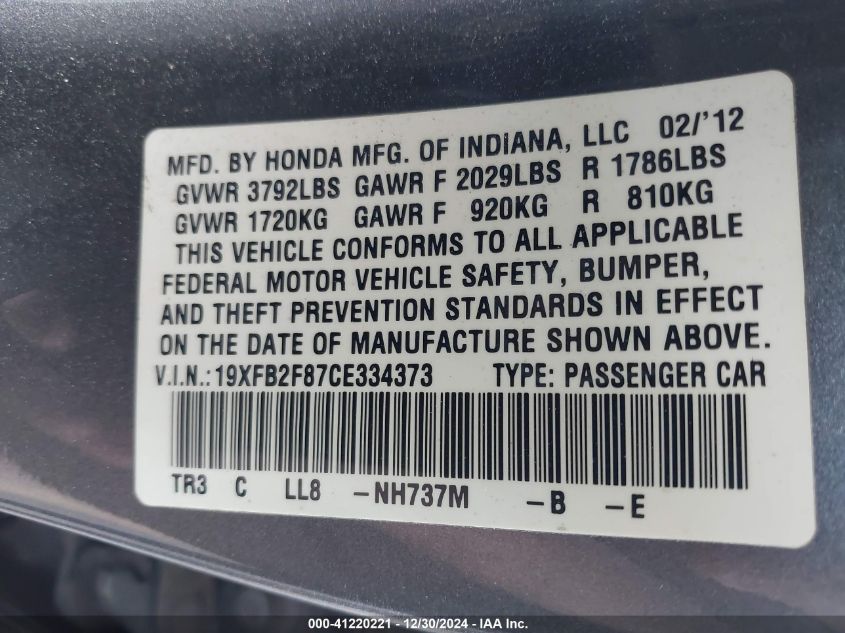 MFD. BY HONDA MFG. OF INDIANA, LLC 02/'12
GVWR 3792LBS GAWR F 2029LBS R 1786LBS
GVWR 1720KG GAWR F 920KG R 810KG
THIS VEHICLE CONFORMS TO ALL APPLICABLE
FEDERAL MOTOR VEHICLE SAFETY, BUMPER,
AND THEFT PREVENTION STANDARDS IN EFFECT
ON THE DATE OF MANUFACTURE SHOWN ABOVE.
V.I.N.:19XFB2F87CE334373 TYPE: PASSENGER CAR
TR3 C LL8 -NH737M -B -E
000-41220221 - 12/30/2024 - IAA Inc.